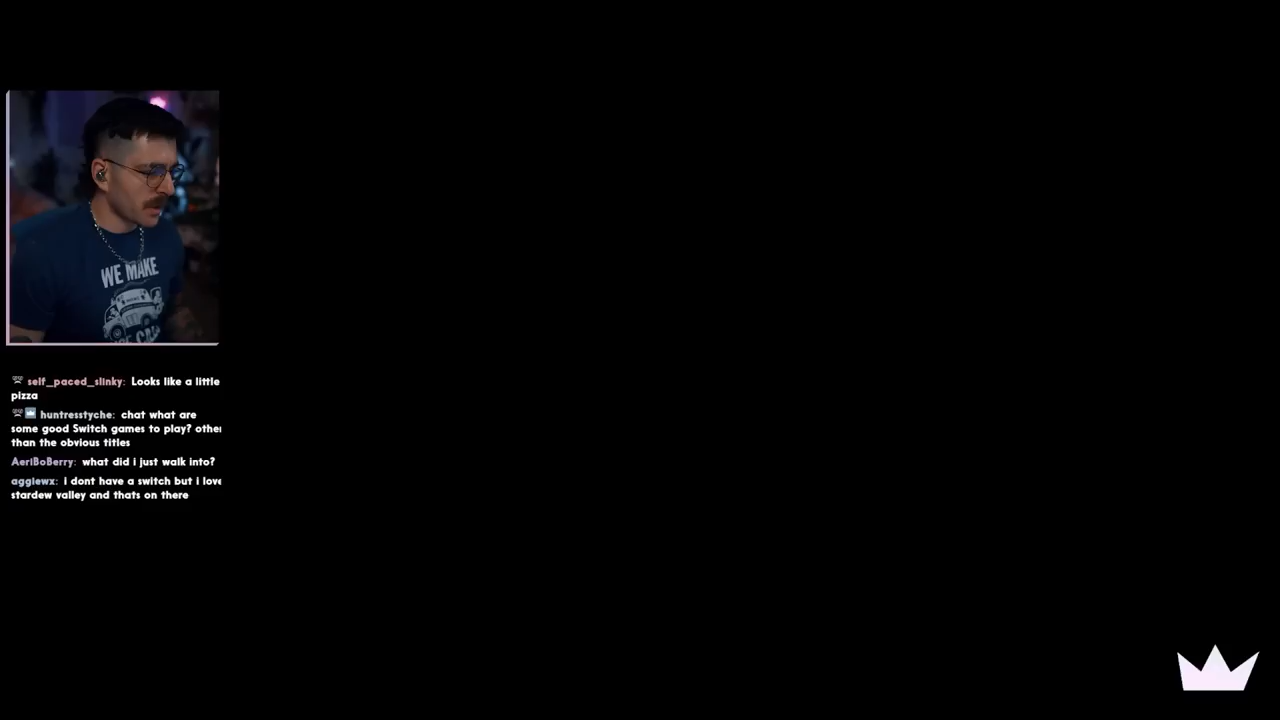 WE MAKE
self_paced_slinky: Looks like a little
pizza
huntresstyche: chat what are
some good Switch games to play? other
than the obvious titles
AeriBoBerry: what did i just walk into?
aggiewx: i dont have a switch but i love
stardew valley and thats on there